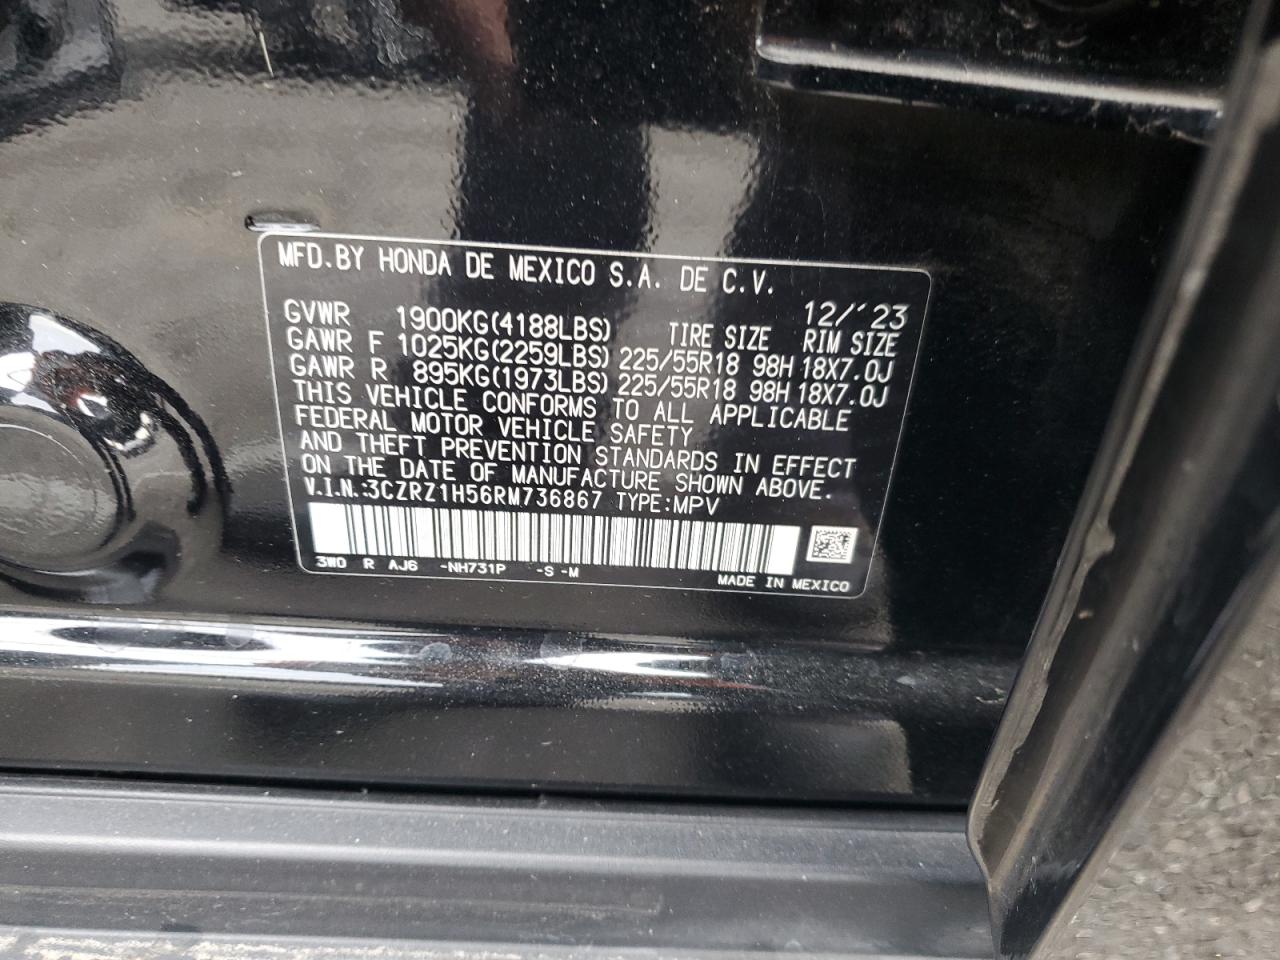 MFD.BY HONDA DE MEXICO S.A. DE C.V.
12/'23
GVWR 1900KG(4188LBS) TIRE SIZE RIM SIZE
GAWR F 1025KG(2259LBS) 225/55R18 98H 18X7.0J
GAWR R 895KG(1973LBS) 225/55R18 98H 18X7.0J
THIS VEHICLE CONFORMS TO ALL APPLICABLE
FEDERAL MOTOR VEHICLE SAFETY
AND THEFT PREVENTION STANDARDS IN EFFECT
ON THE DATE OF MANUFACTURE SHOWN ABOVE.
V.I.N.:3CZRZ1H56RM736867 TYPE:MPV
3W0 R AJ6 -NH731P -S -M
MADE IN MEXICO